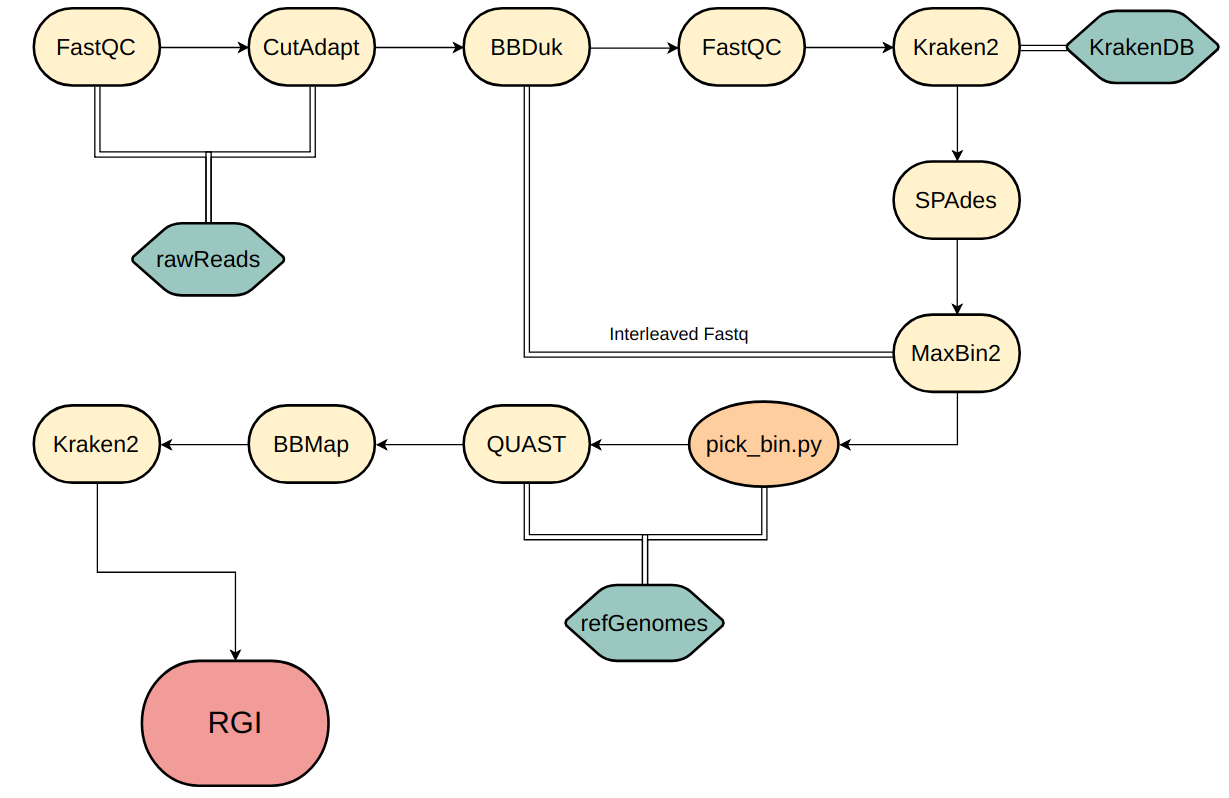 FastQC
CutAdapt
BBDuk
FastQC
Kraken2
KrakenDB
SPAdes
rawReads
Interleaved Fastq
MaxBin2
Kraken2
BBMap
QUAST
pick_bin.py
refGenomes
RGI